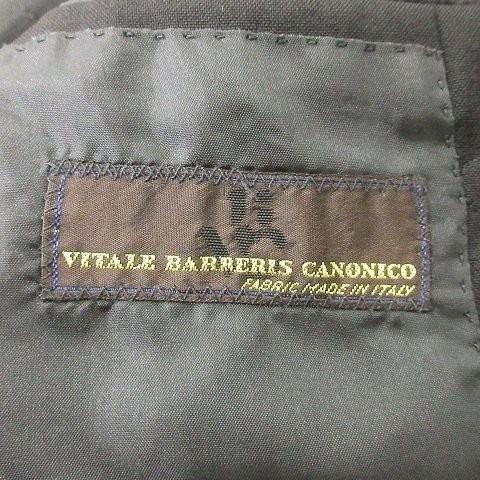 VITALE BARBERIS CANONICO
FABRIC MADE IN ITALY